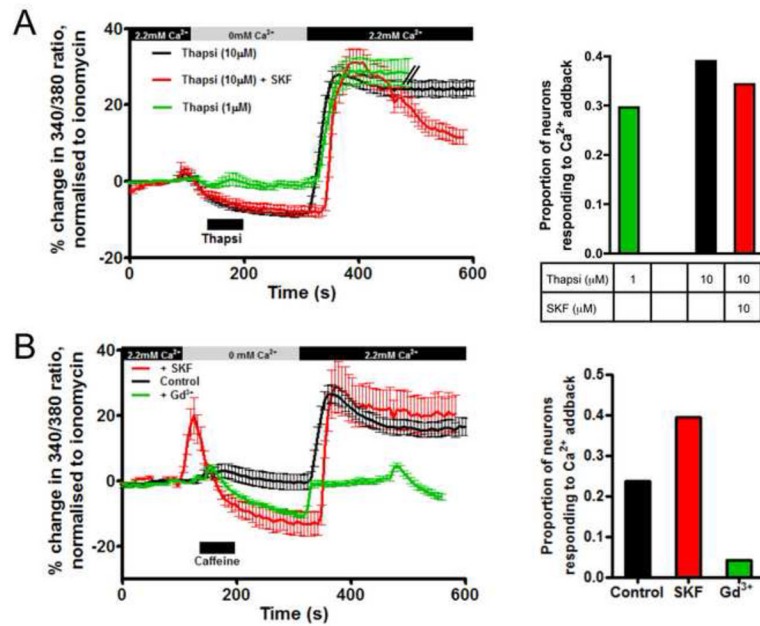 A
2.2mM Ca²⁺ 0mM Ca²⁺ 2.2mM Ca²⁺
% change in 340/380 ratio,
normalised to ionomycin
40
20
0
-20
Thapsi (10µM)
Thapsi (10µM) + SKF
Thapsi (1µM)
Thapsi
0 200 400 600
Time (s)
Proportion of neurons
responding to Ca²⁺ addback
0.4
0.3
0.2
0.1
0.0
Thapsi (µM) 1 10 10
SKF (µM) 10
B
2.2mM Ca²⁺ 0 mM Ca²⁺ 2.2mM Ca²⁺
% change in 340/380 ratio,
normalised to ionomycin
40
20
0
-20
+ SKF
Control
+ Gd³⁺
Caffeine
0 200 400 600
Time (s)
Proportion of neurons
responding to Ca²⁺ addback
0.5
0.4
0.3
0.2
0.1
0.0
Control SKF Gd³⁺